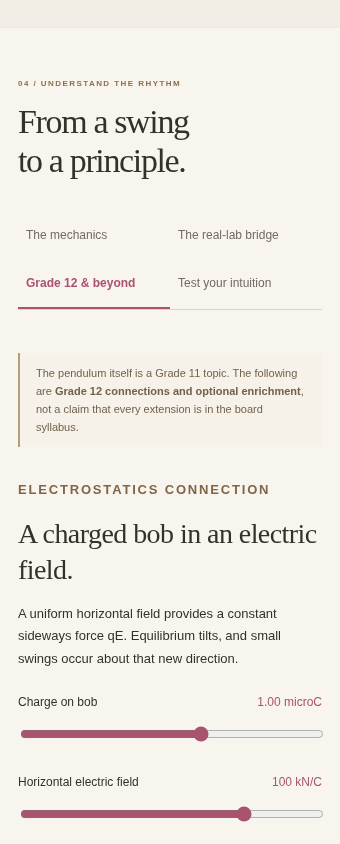 04 / UNDERSTAND THE RHYTHM
From a swing
to a principle.
The mechanics
The real-lab bridge
Grade 12 & beyond
Test your intuition
The pendulum itself is a Grade 11 topic. The following
are Grade 12 connections and optional enrichment,
not a claim that every extension is in the board
syllabus.
ELECTROSTATICS CONNECTION
A charged bob in an electric
field.
A uniform horizontal field provides a constant
sideways force qE. Equilibrium tilts, and small
swings occur about that new direction.
Charge on bob 1.00 microC
Horizontal electric field 100 kN/C